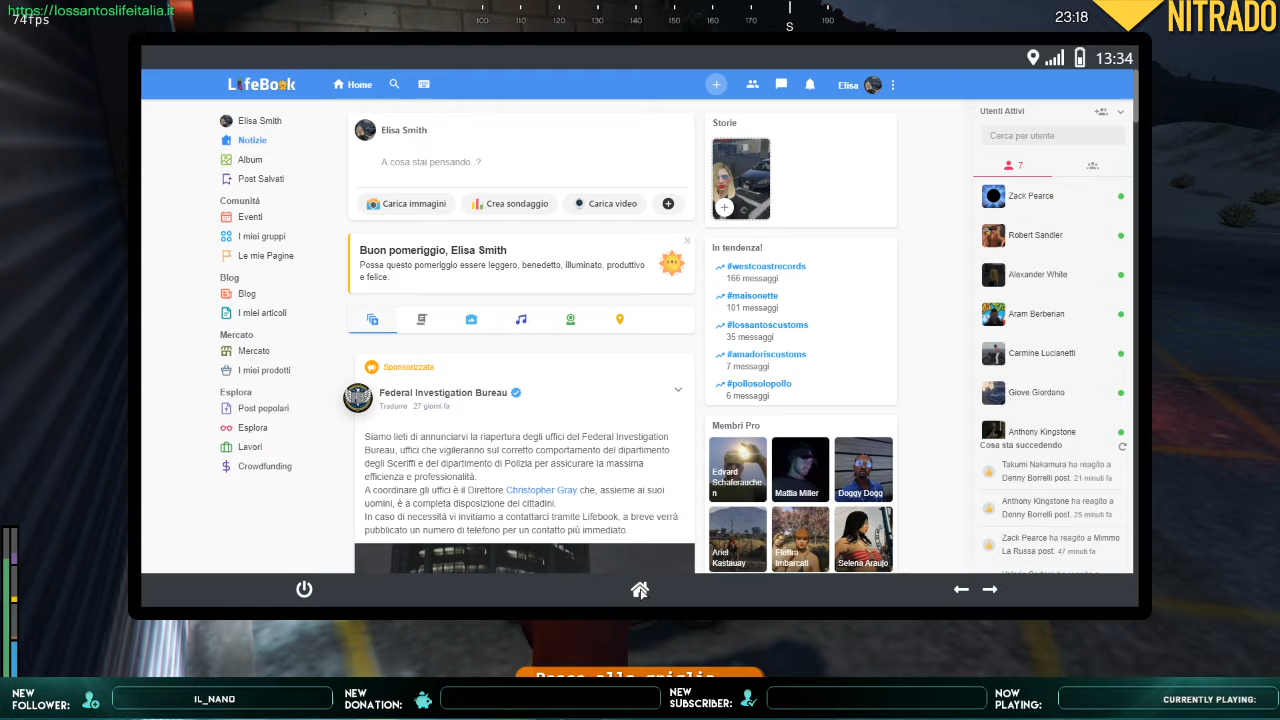 https://lossantoslifeitalia.it
74fps
100 110 120 130 140 150 160 170 S 190
23:18
NITRADO
13:34
LifeBook
Home
Elisa
Elisa Smith
Notizie
Album
Post Salvati
Comunità
Eventi
I miei gruppi
Le mie Pagine
Blog
Blog
I miei articoli
Mercato
Mercato
I miei prodotti
Esplora
Post popolari
Esplora
Lavori
Crowdfunding
Elisa Smith
A cosa stai pensando..?
Carica immagini
Crea sondaggio
Carica video
Buon pomeriggio, Elisa Smith
Possa questo pomeriggio essere leggero, benedetto, illuminato, produttivo
e felice.
Sponsorizzata
Federal Investigation Bureau
Tradurre 27 giorni fa
Siamo lieti di annunciarvi la riapertura degli uffici del Federal Investigation
Bureau, uffici che vigileranno sul corretto comportamento del dipartimento
degli Sceriffi e del dipartimento di Polizia per assicurare la massima
efficienza e professionalità.
A coordinare gli uffici è il Direttore Christopher Gray che, assieme ai suoi
uomini, è a completa disposizione dei cittadini.
In caso di necessità vi invitiamo a contattarci tramite Lifebook, a breve verrà
pubblicato un numero di telefono per un contatto più immediato.
Storie
In tendenza!
#westcoastrecords
166 messaggi
#maisonette
101 messaggi
#lossantoscustoms
35 messaggi
#amadoriscustoms
7 messaggi
#pollosolopollo
6 messaggi
Membri Pro
Edvard
Schaferauche
n
Mattia Miller
Doggy Dogg
Ariel
Kastauay
Elettra
Imbarcati
Selena Araujo
Utenti Attivi
Cerca per utente
7
Zack Pearce
Robert Sandler
Alexander White
Aram Berberian
Carmine Lucianetti
Giove Giordano
Anthony Kingstone
Cosa sta succedendo
Takumi Nakamura ha reagito a
Denny Borrelli post. 21 minuti fa
Anthony Kingstone ha reagito a
Denny Borrelli post. 25 minuti fa
Zack Pearce ha reagito a Mimmo
La Russa post. 47 minuti fa
NEW
FOLLOWER:
IL_NANO
NEW
DONATION:
NEW
SUBSCRIBER:
NOW
PLAYING:
CURRENTLY PLAYING: